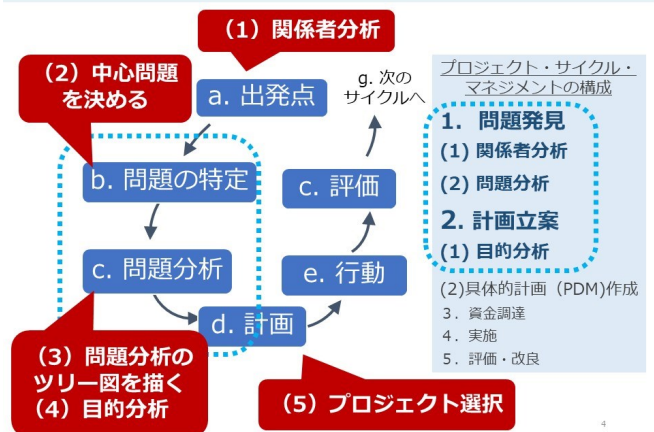 (1) 関係者分析
(2) 中心問題
を決める
a. 出発点
g. 次の
サイクルへ
b. 問題の特定
c. 評価
c. 問題分析
e. 行動
d. 計画
(3) 問題分析の
ツリー図を描く
(4) 目的分析
(5) プロジェクト選択
プロジェクト・サイクル・
マネジメントの構成
1. 問題発見
(1) 関係者分析
(2) 問題分析
2. 計画立案
(1) 目的分析
(2)具体的計画(PDM)作成
3. 資金調達
4. 実施
5. 評価・改良
4